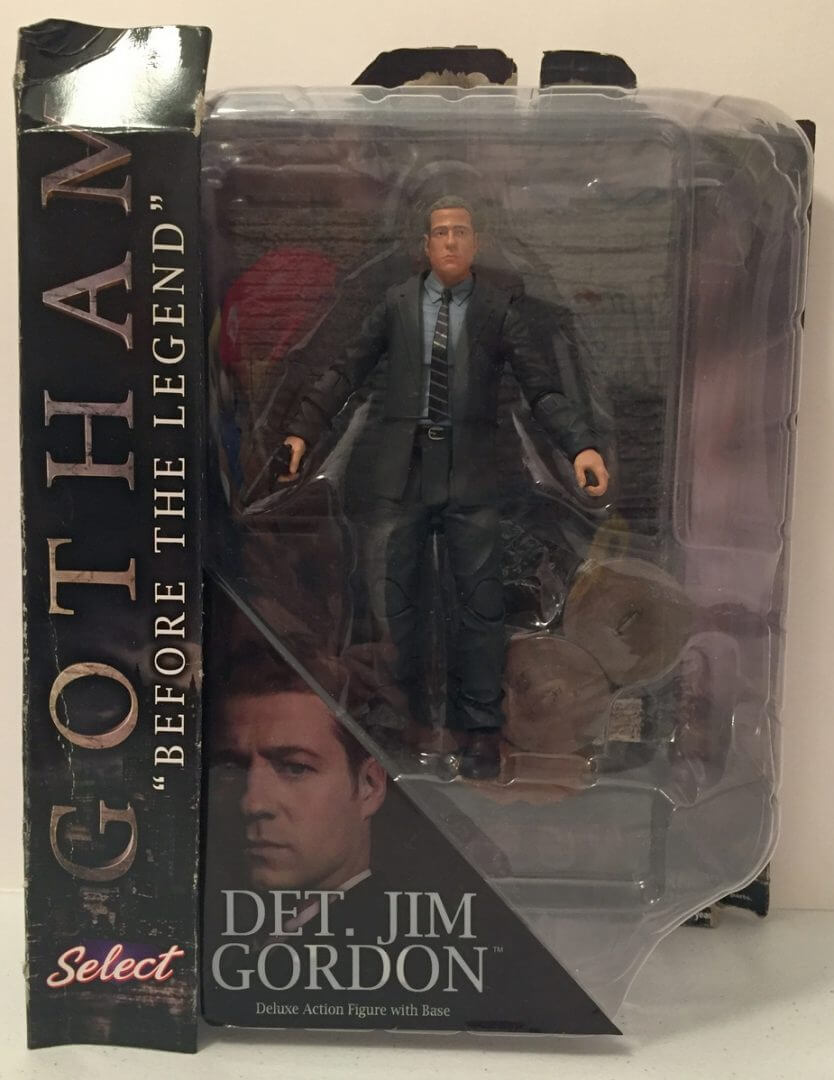 GOTHAM
“BEFORE THE LEGEND”
Select
DET. JIM
GORDON™
Deluxe Action Figure with Base